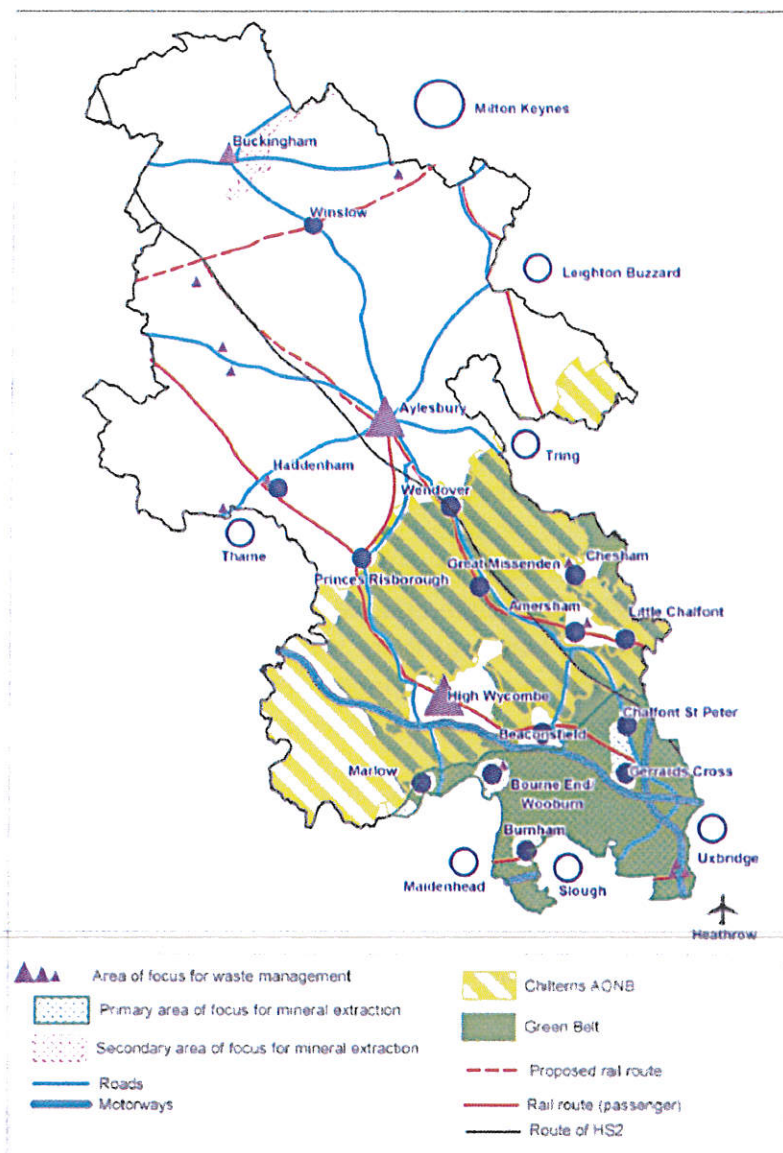 Milton Keynes
Buckingham
Winslow
Leighton Buzzard
Aylesbury
Tring
Haddenham
Wendover
Thame
Great Missenden
Chesham
Princes Risborough
Amersham
Little Chalfont
High Wycombe
Chalfont St Peter
Beaconsfield
Marlow
Gerrards Cross
Bourne End/
Wooburn
Burnham
Uxbridge
Maidenhead
Slough
Heathrow
Area of focus for waste management
Primary area of focus for mineral extraction
Secondary area of focus for mineral extraction
Roads
Motorways
Chilterns AONB
Green Belt
Proposed rail route
Rail route (passenger)
Route of HS2